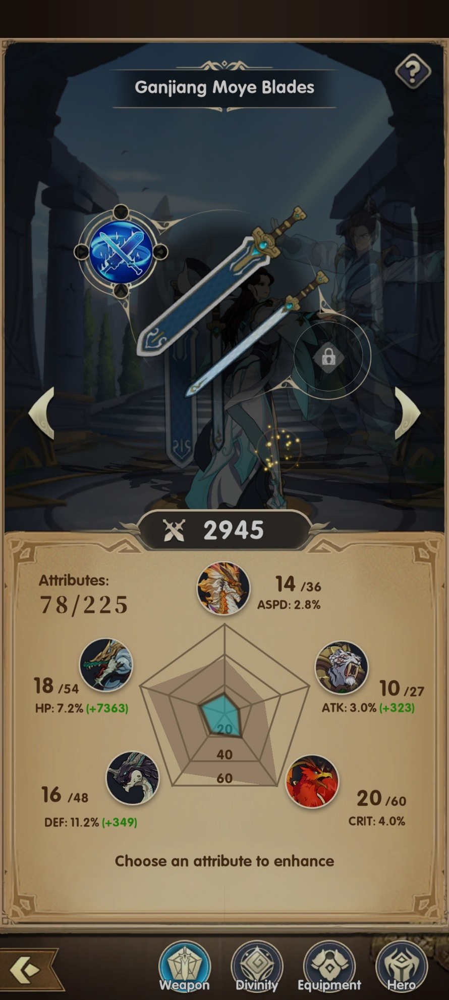 Ganjiang Moye Blades
?
2945
Attributes:
78/225
14 /36
ASPD: 2.8%
18 /54
HP: 7.2% (+7363)
10 /27
ATK: 3.0% (+323)
20
40
60
16 /48
DEF: 11.2% (+349)
20 /60
CRIT: 4.0%
Choose an attribute to enhance
Weapon
Divinity
Equipment
Hero